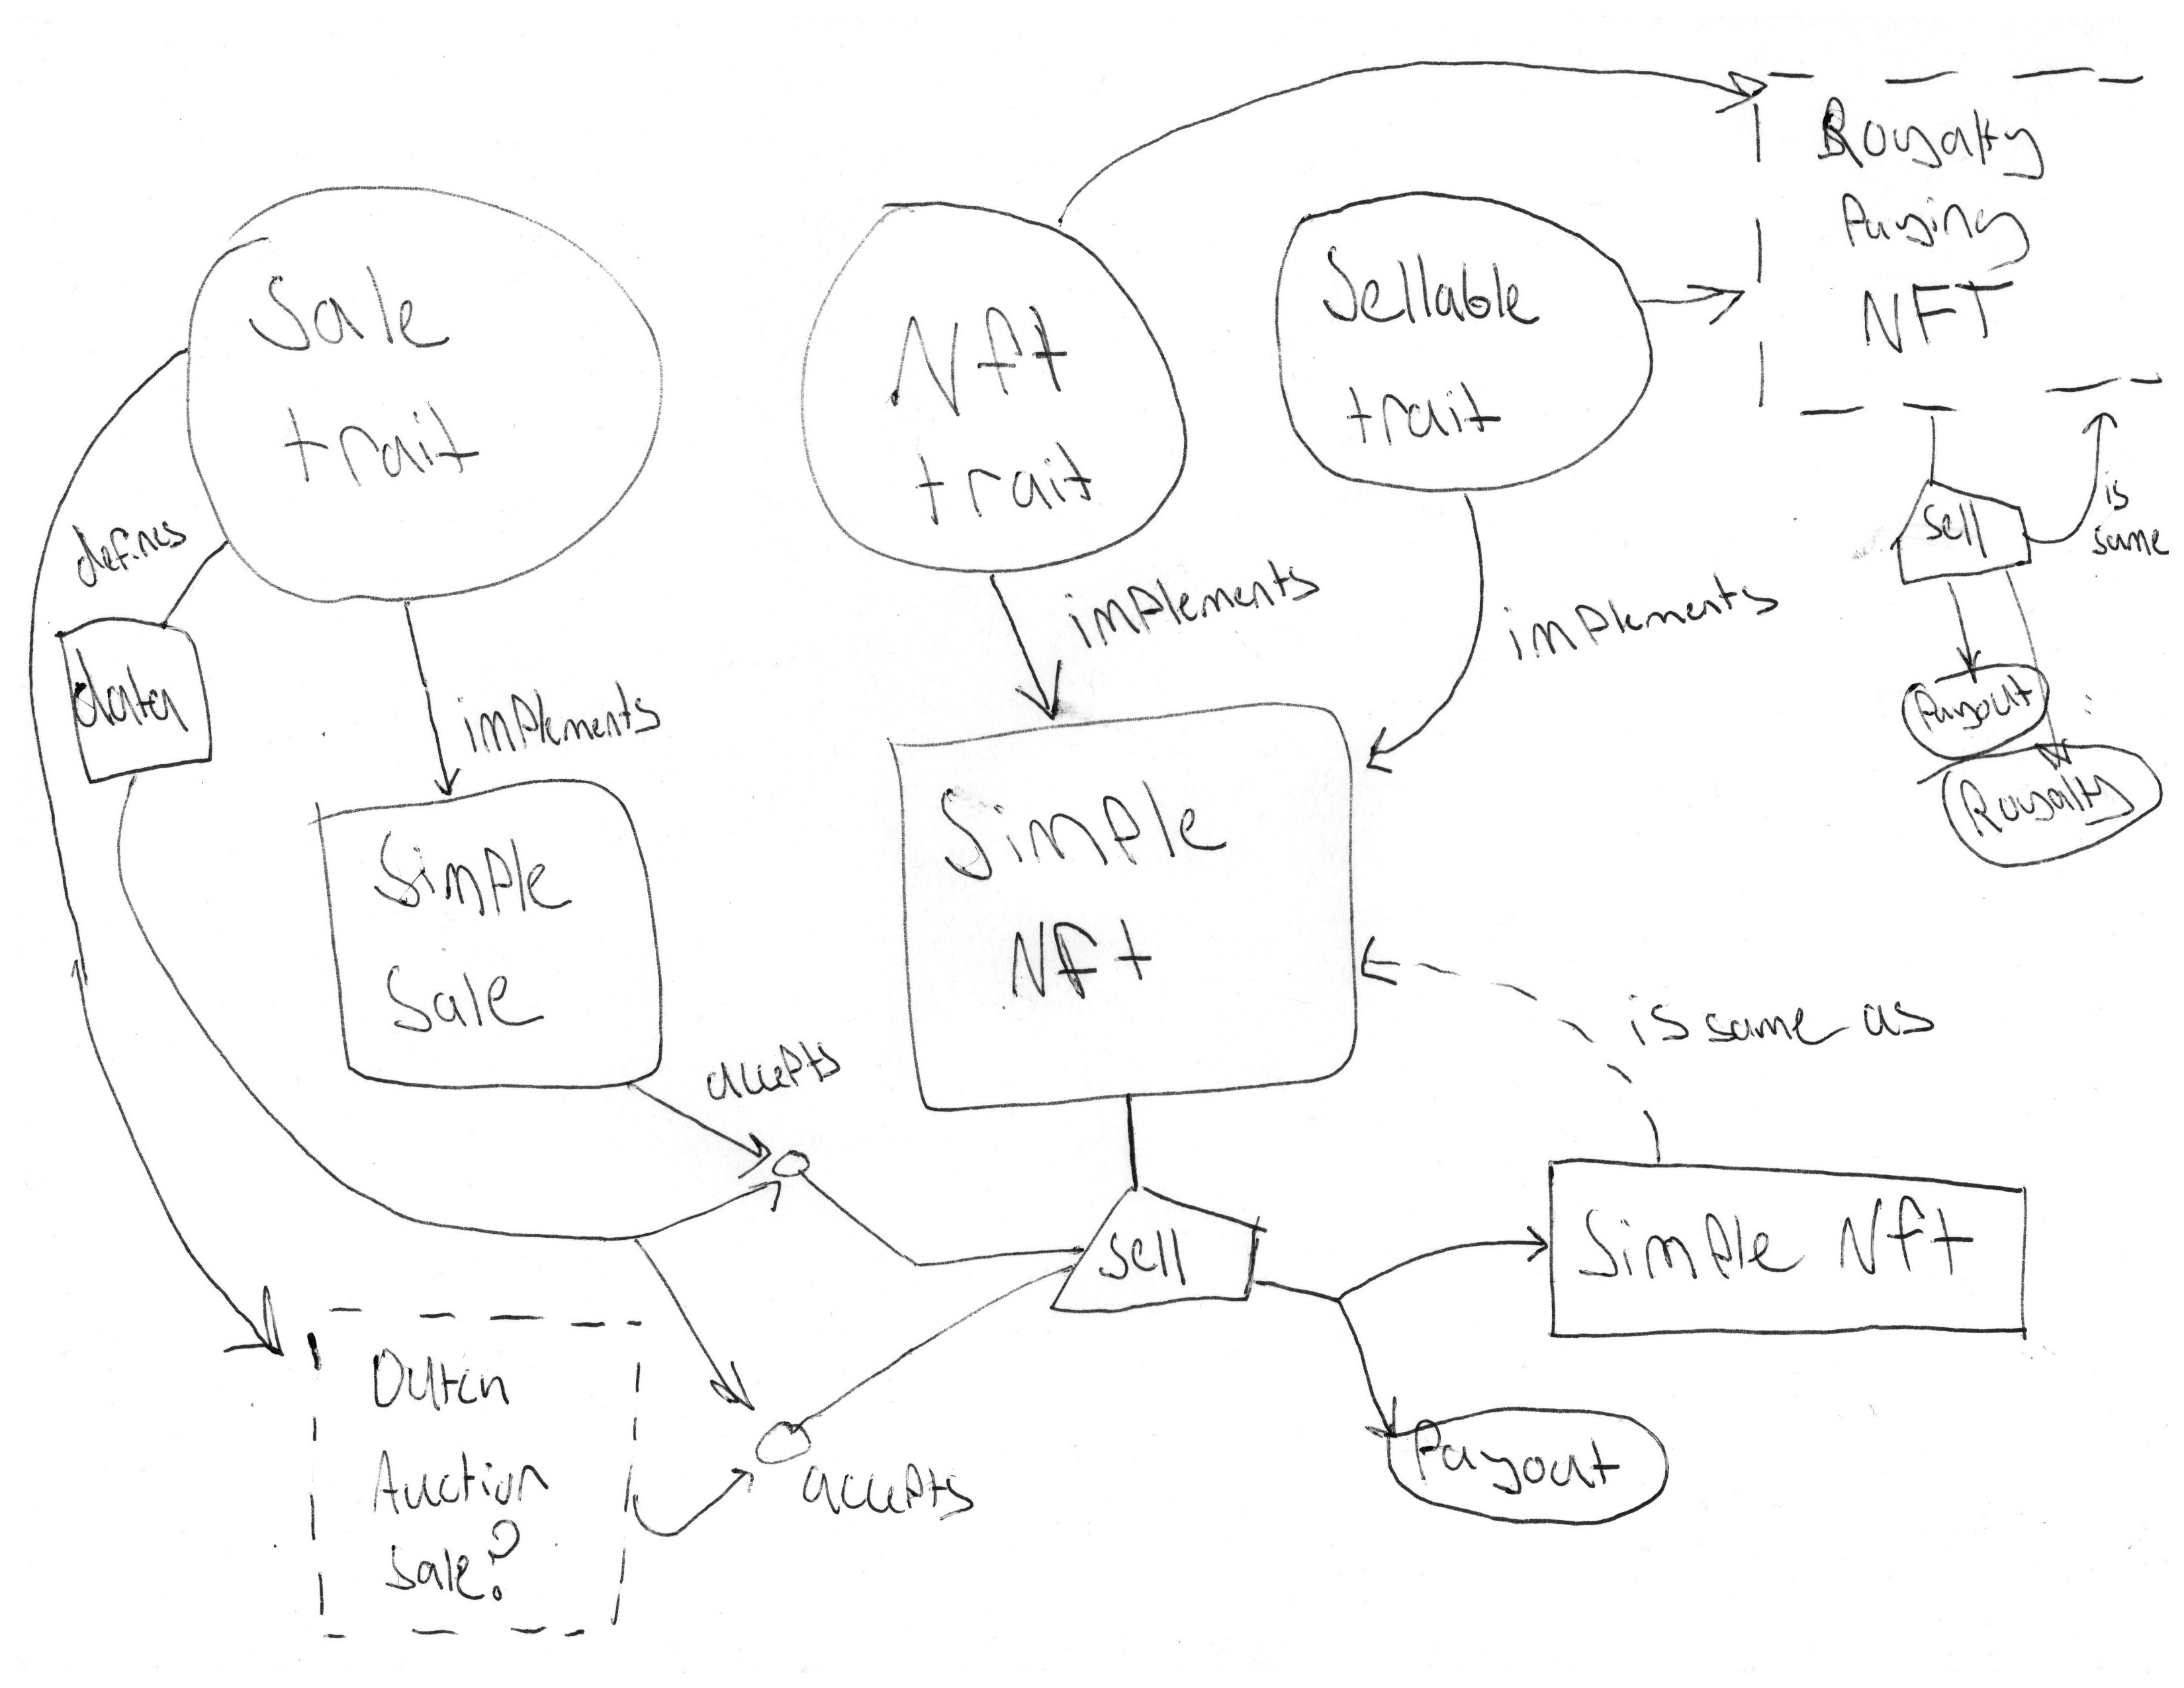 Royalty
Paying
NFT
Sale
trait
Nft
trait
Sellable
trait
sell
is
same
defines
data
implements
implements
implements
Payout
Royalty
Simple
Sale
Simple
Nft
accepts
is same as
sell
Simple Nft
Dutch
Auction
Sale?
accepts
Payout